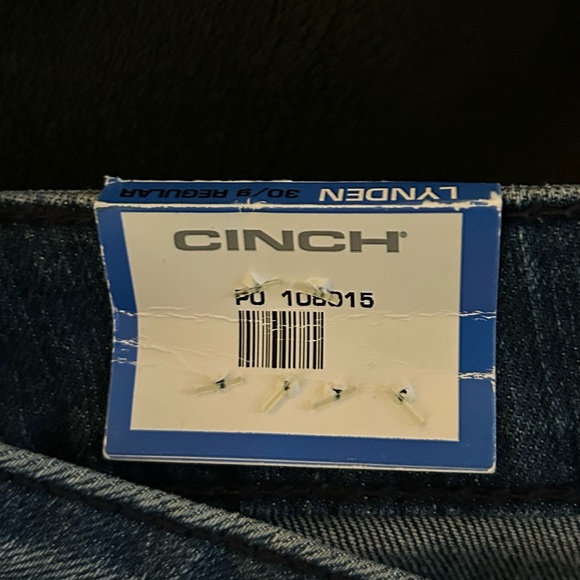 LYNDEN 30/9 REGULAR
CINCH®
PO 108015